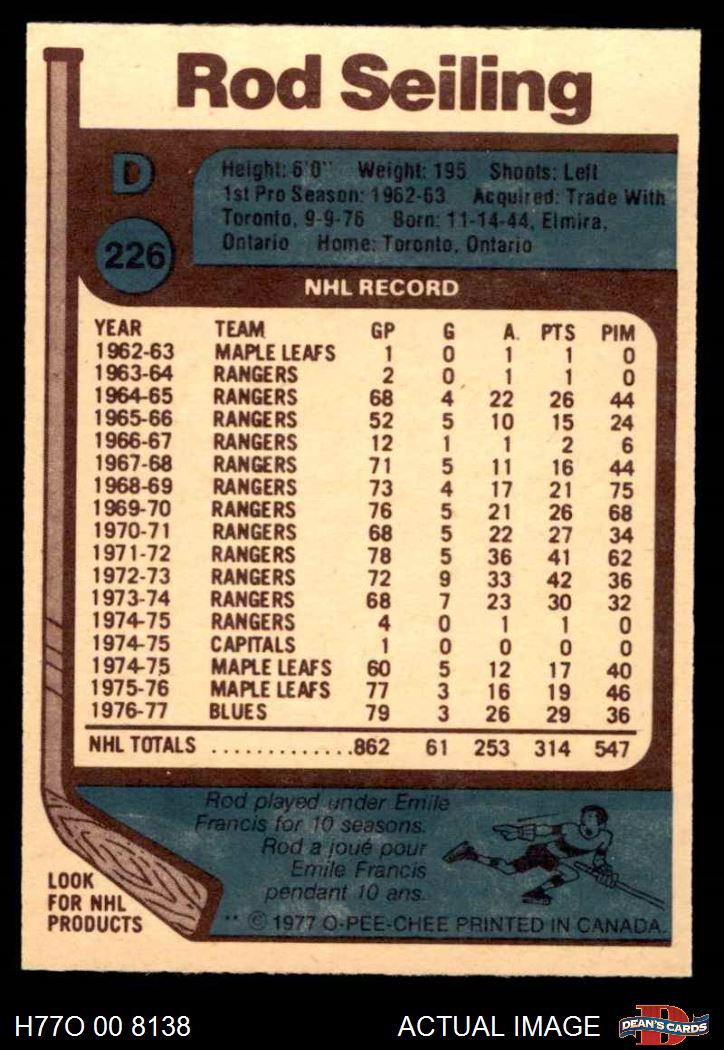 Rod Seiling
D
Height: 6'0" Weight: 195 Shoots: Left
1st Pro Season: 1962-63 Acquired: Trade With
Toronto, 9-9-76 Born: 11-14-44, Elmira,
Ontario Home: Toronto, Ontario
226
NHL RECORD
YEAR TEAM GP G A. PTS PIM
1962-63 MAPLE LEAFS 1 0 1 1 0
1963-64 RANGERS 2 0 1 1 0
1964-65 RANGERS 68 4 22 26 44
1965-66 RANGERS 52 5 10 15 24
1966-67 RANGERS 12 1 1 2 6
1967-68 RANGERS 71 5 11 16 44
1968-69 RANGERS 73 4 17 21 75
1969-70 RANGERS 76 5 21 26 68
1970-71 RANGERS 68 5 22 27 34
1971-72 RANGERS 78 5 36 41 62
1972-73 RANGERS 72 9 33 42 36
1973-74 RANGERS 68 7 23 30 32
1974-75 RANGERS 4 0 1 1 0
1974-75 CAPITALS 1 0 0 0 0
1974-75 MAPLE LEAFS 60 5 12 17 40
1975-76 MAPLE LEAFS 77 3 16 19 46
1976-77 BLUES 79 3 26 29 36
NHL TOTALS .............862 61 253 314 547
Rod played under Emile
Francis for 10 seasons.
Rod a joué pour
Emile Francis
pendant 10 ans.
LOOK
FOR NHL
PRODUCTS
** © 1977 O-PEE-CHEE PRINTED IN CANADA.
H77O 00 8138 ACTUAL IMAGE
D
DEAN'S CARDS